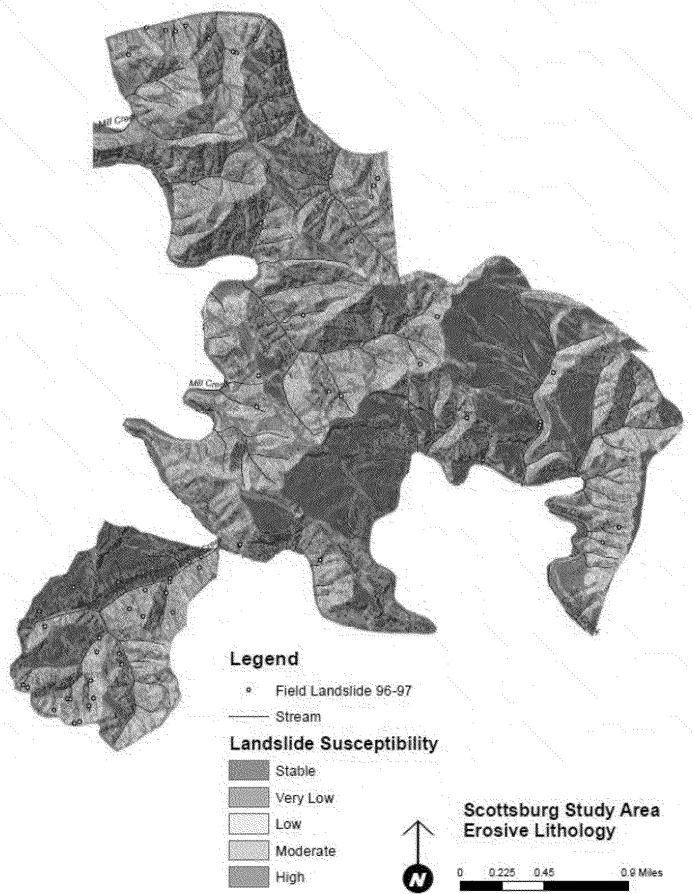 Mill Cree
Mill Creek
Legend
Field Landslide 96-97
Stream
Landslide Susceptibility
Stable
Very Low
Low
Moderate
High
Scottsburg Study Area
Erosive Lithology
N
0 0.225 0.45 0.9 Miles